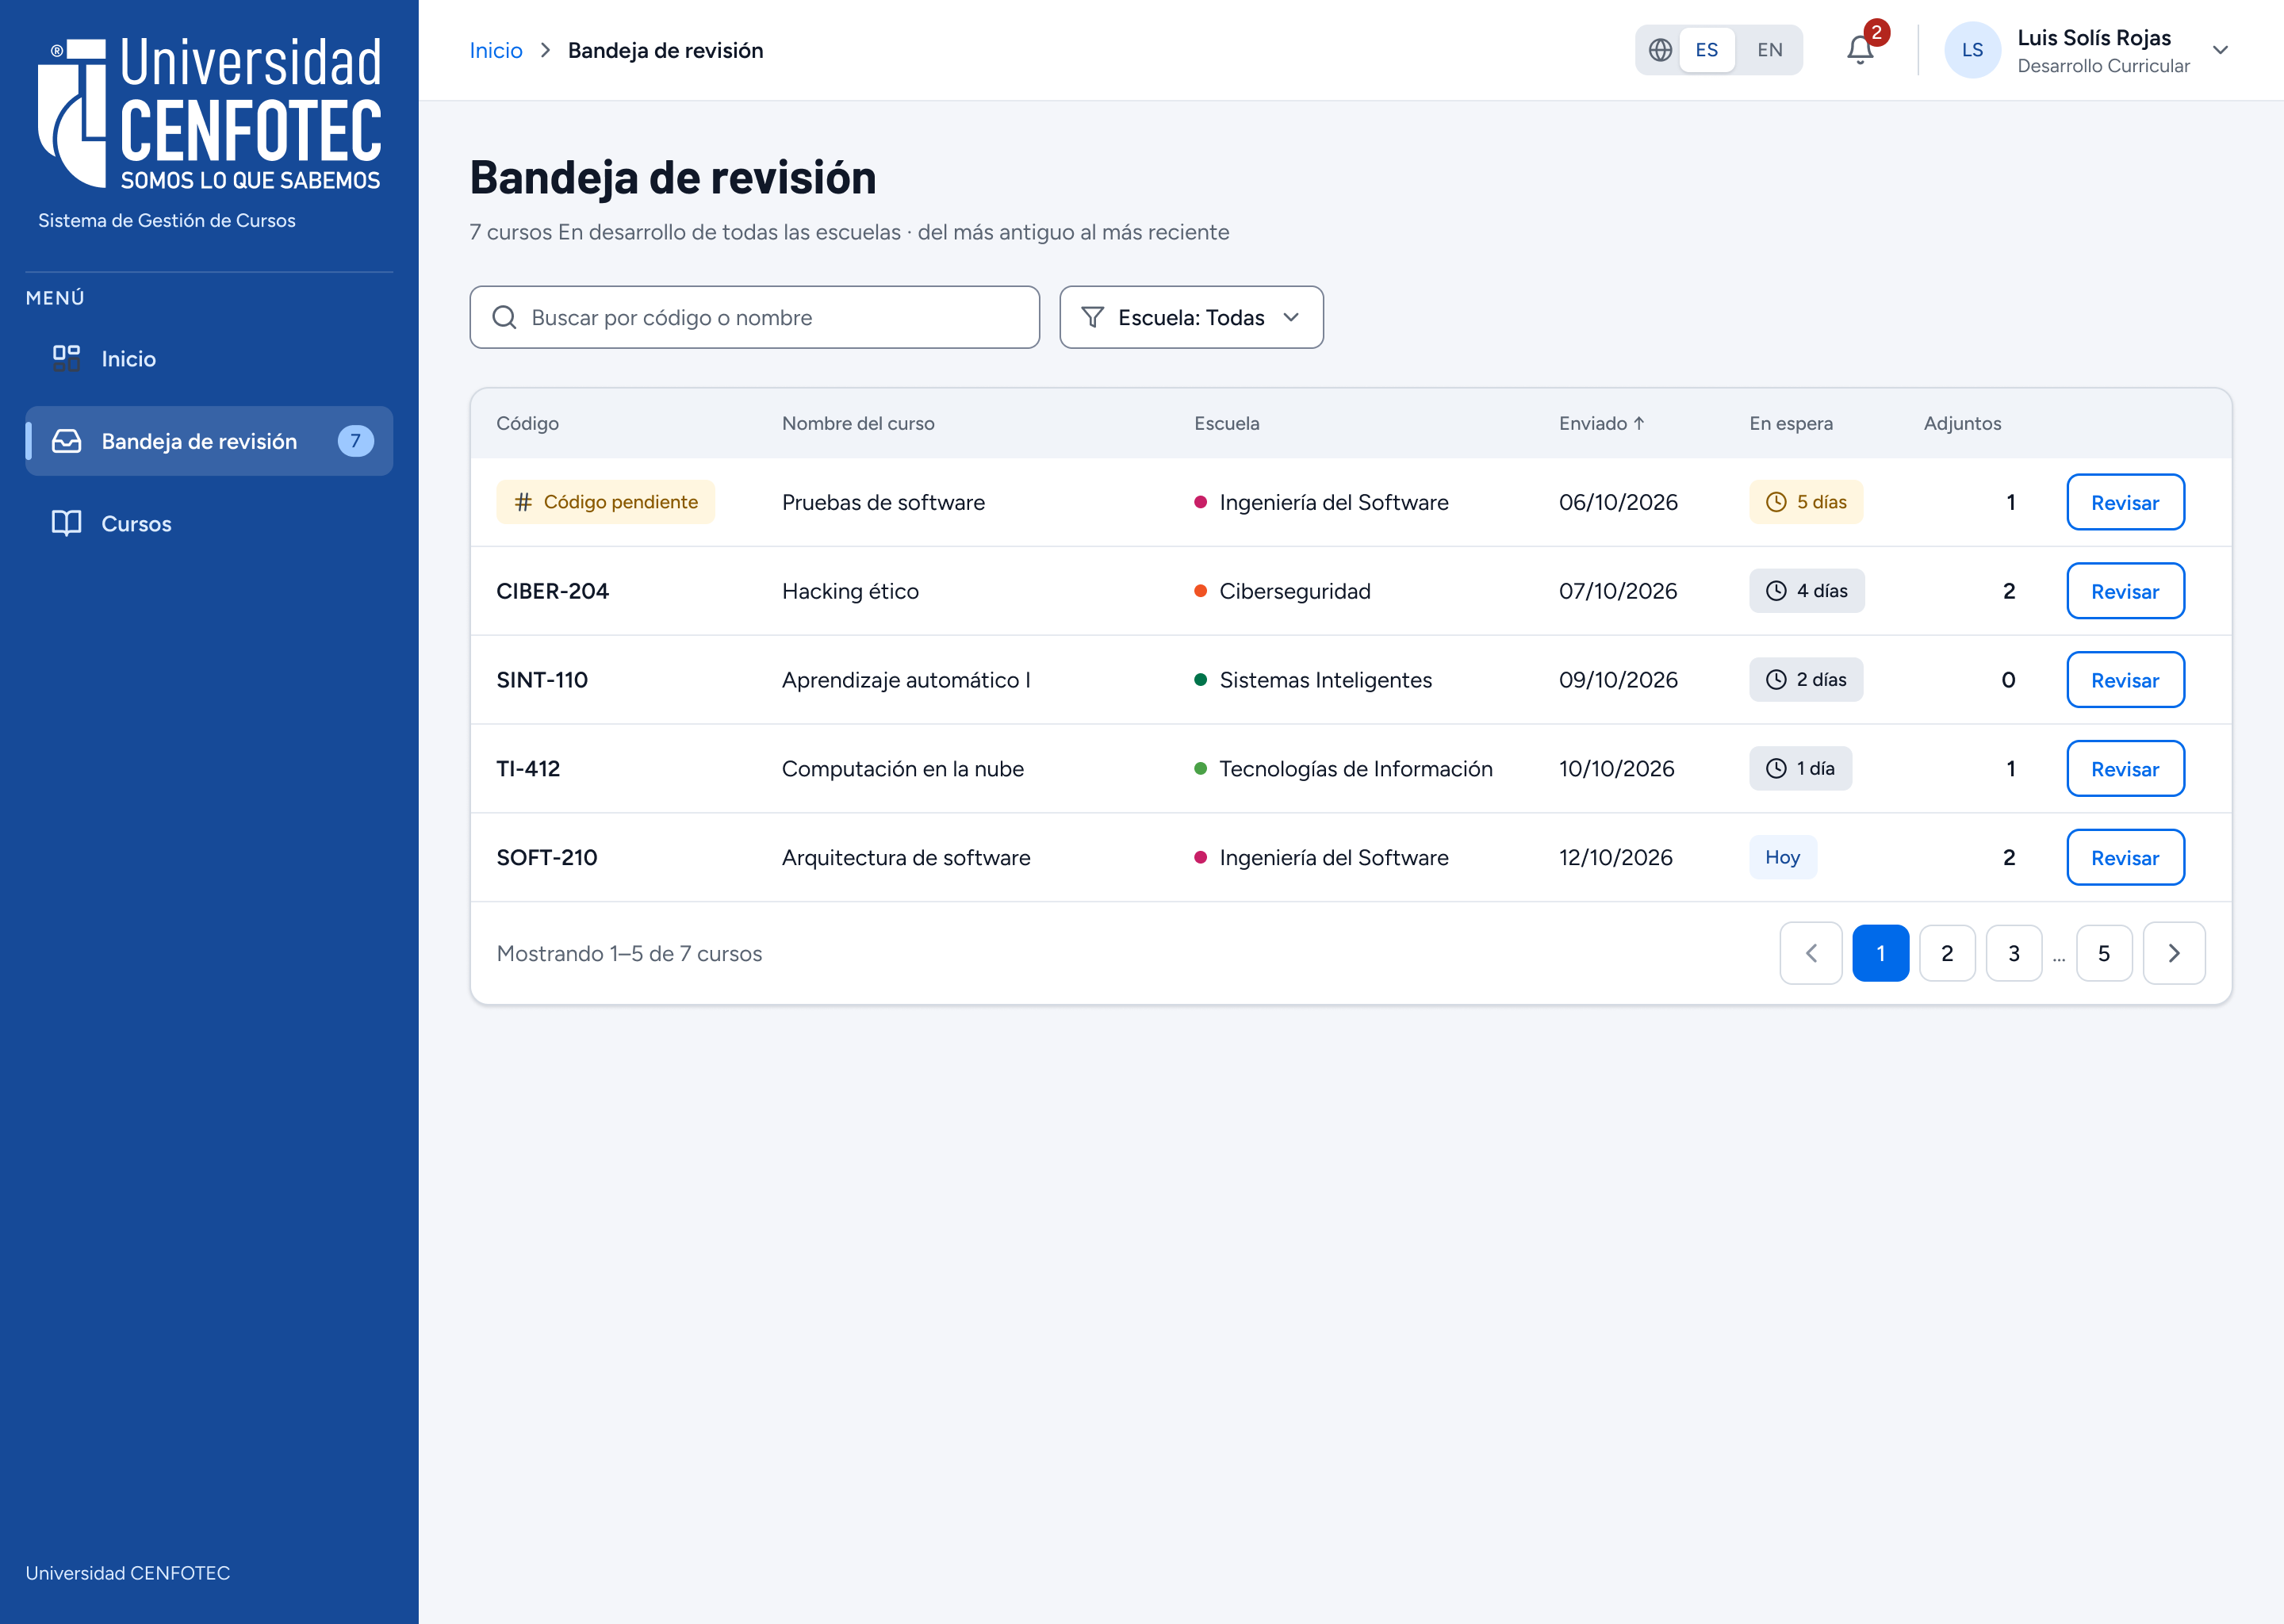 ® Universidad
CENFOTEC
SOMOS LO QUE SABEMOS
Sistema de Gestión de Cursos
MENÚ
Inicio
Bandeja de revisión 7
Cursos
Universidad CENFOTEC
Inicio > Bandeja de revisión
ES EN
2
LS
Luis Solís Rojas
Desarrollo Curricular
Bandeja de revisión
7 cursos En desarrollo de todas las escuelas · del más antiguo al más reciente
Buscar por código o nombre
Escuela: Todas
Código Nombre del curso Escuela Enviado ↑ En espera Adjuntos
# Código pendiente Pruebas de software Ingeniería del Software 06/10/2026 5 días 1 Revisar
CIBER-204 Hacking ético Ciberseguridad 07/10/2026 4 días 2 Revisar
SINT-110 Aprendizaje automático I Sistemas Inteligentes 09/10/2026 2 días 0 Revisar
TI-412 Computación en la nube Tecnologías de Información 10/10/2026 1 día 1 Revisar
SOFT-210 Arquitectura de software Ingeniería del Software 12/10/2026 Hoy 2 Revisar
Mostrando 1–5 de 7 cursos
1 2 3 ... 5